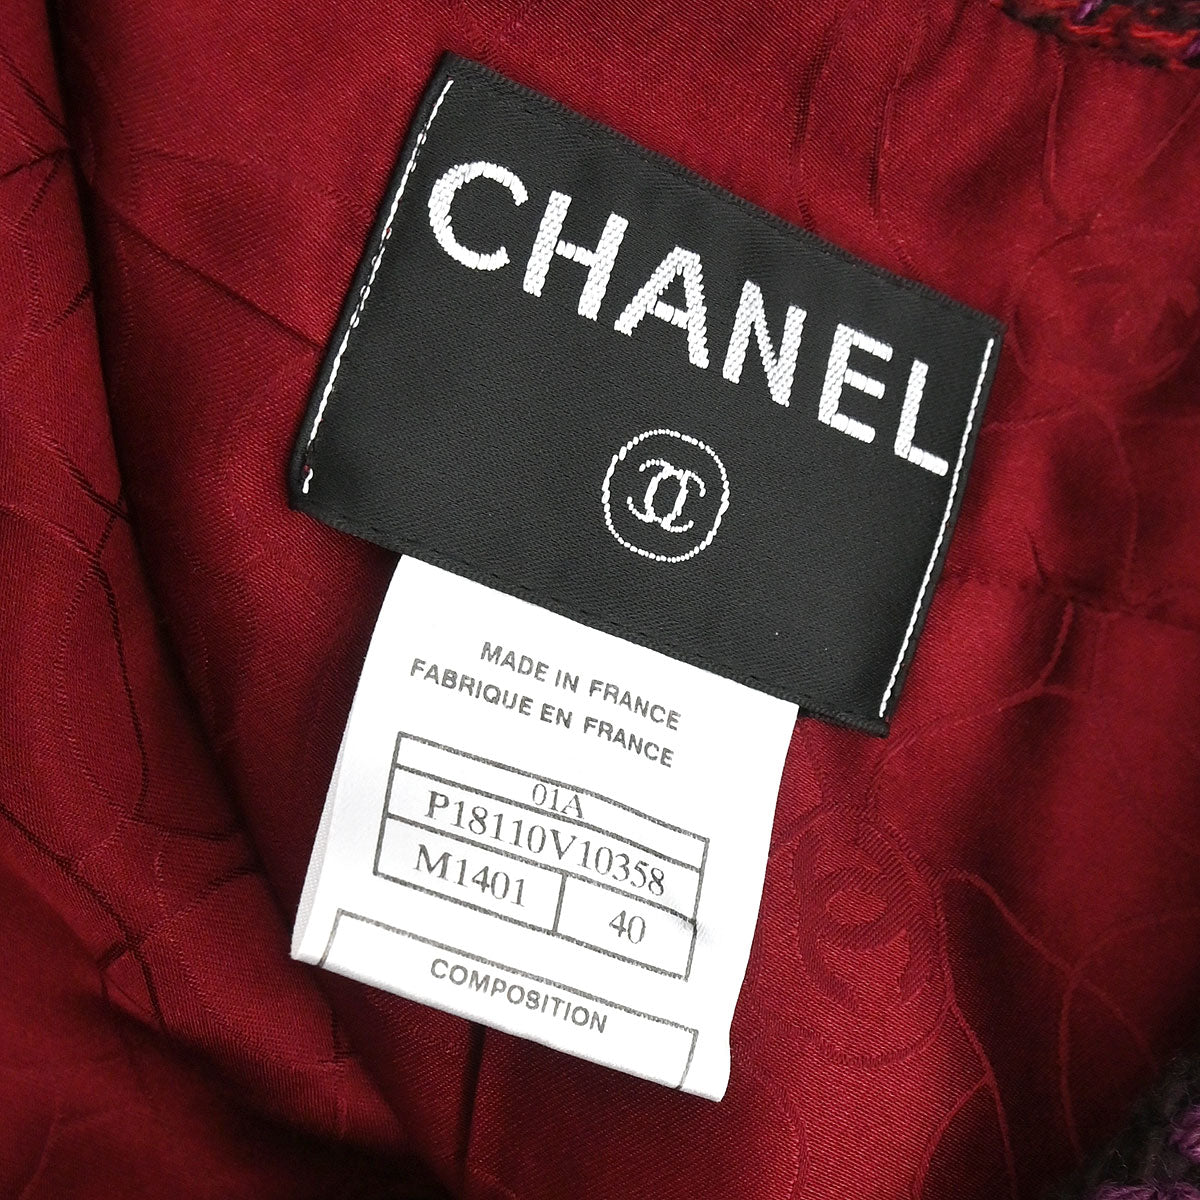 CHANEL
MADE IN FRANCE
FABRIQUE EN FRANCE
01A
P18110V10358
M1401 40
COMPOSITION